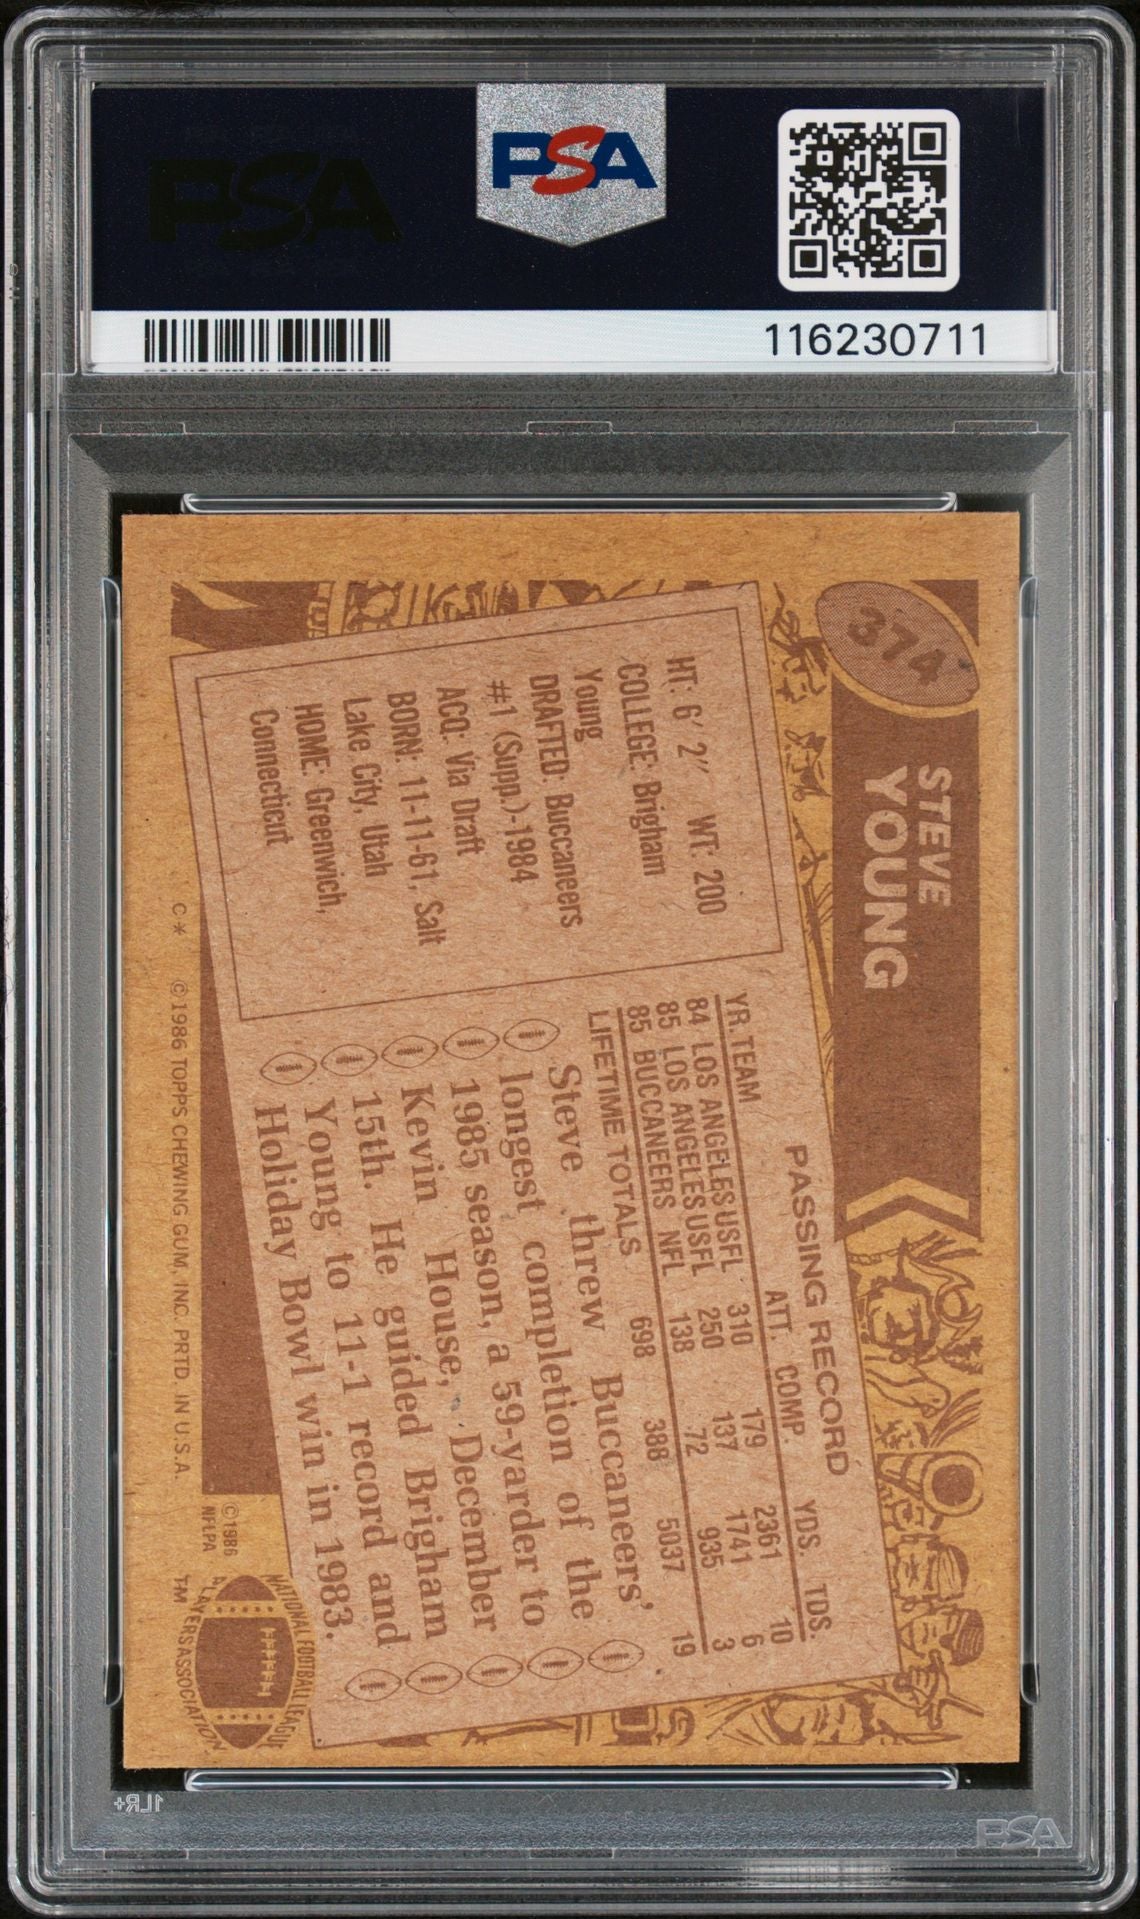 PSA
PSA
116230711
374
STEVE
YOUNG
HT: 6' 2" WT: 200
COLLEGE: Brigham
Young
DRAFTED: Buccaneers
#1 (Supp.)-1984
ACQ: Via Draft
BORN: 11-11-61, Salt
Lake City, Utah
HOME: Greenwich,
Connecticut
PASSING RECORD
YR. TEAM ATT. COMP. YDS. TDS.
84 LOS ANGELES USFL 310 179 2361 10
85 LOS ANGELES USFL 250 137 1741 6
85 BUCCANEERS NFL 138 72 935 3
LIFETIME TOTALS 698 388 5037 19
Steve threw Buccaneers'
longest completion of the
1985 season, a 59-yarder to
Kevin House, December
15th. He guided Brigham
Young to 11-1 record and
Holiday Bowl win in 1983.
C* ©1986 TOPPS CHEWING GUM, INC. PRTD. IN U.S.A.
©1986
NFLPA
NATIONAL FOOTBALL LEAGUE
PLAYERS ASSOCIATION
TM
1LR+
PSA